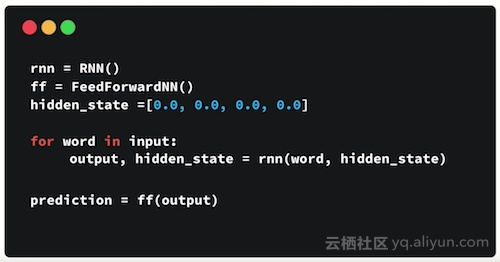 rnn = RNN()
ff = FeedForwardNN()
hidden_state =[0.0, 0.0, 0.0, 0.0]
for word in input:
output, hidden_state = rnn(word, hidden_state)
prediction = ff(output)
云栖社区 yq.aliyun.com